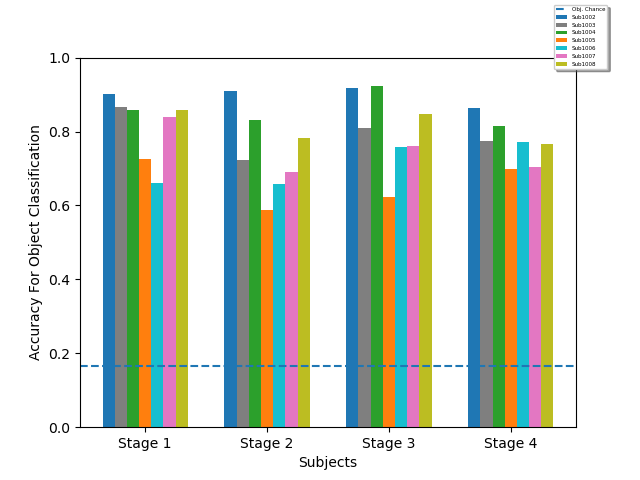 Obj. Chance
Sub1002
Sub1003
Sub1004
Sub1005
Sub1006
Sub1007
Sub1008
1.0
0.8
0.6
0.4
0.2
0.0
Accuracy For Object Classification
Stage 1 Stage 2 Stage 3 Stage 4
Subjects